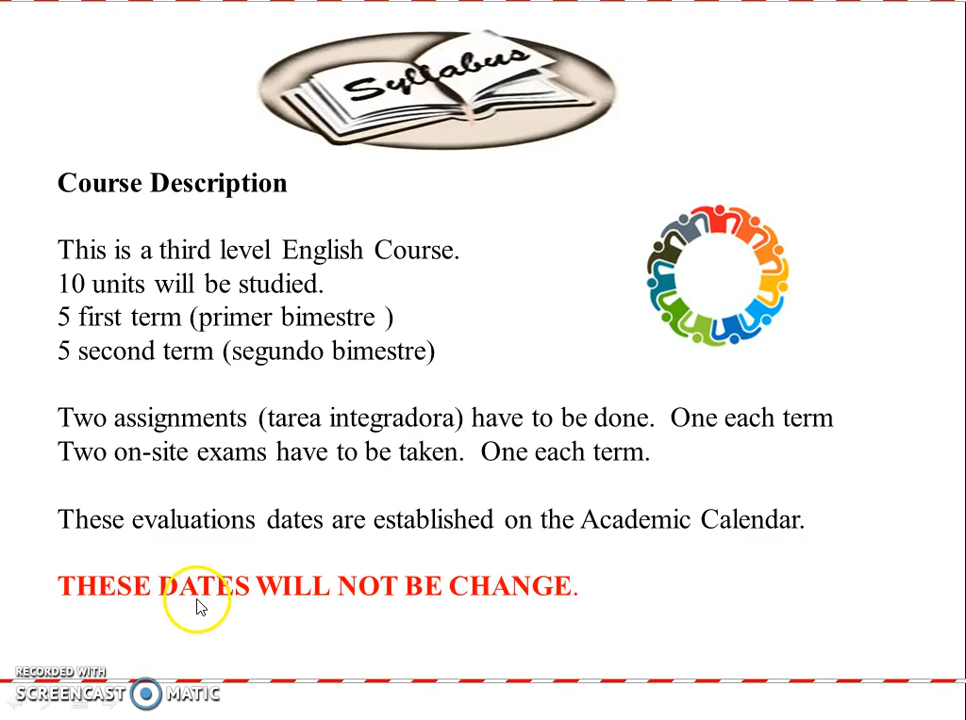 Syllabus
Course Description
This is a third level English Course.
10 units will be studied.
5 first term (primer bimestre )
5 second term (segundo bimestre)
Two assignments (tarea integradora) have to be done. One each term
Two on-site exams have to be taken. One each term.
These evaluations dates are established on the Academic Calendar.
THESE DATES WILL NOT BE CHANGE.
RECORDED WITH
SCREENCAST MATIC